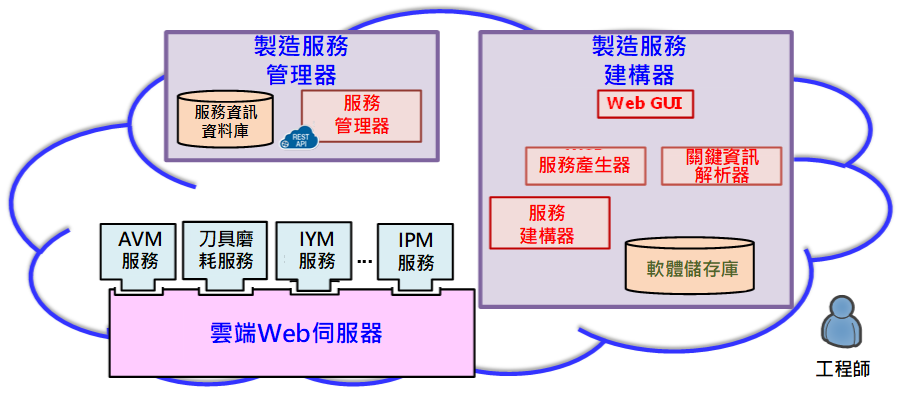 製造服務
管理器
服務資訊
資料庫
服務
管理器
REST
API
製造服務
建構器
Web GUI
服務產生器
關鍵資訊
解析器
服務
建構器
軟體儲存庫
AVM
服務
刀具磨
耗服務
IYM
服務
...
IPM
服務
雲端Web伺服器
工程師